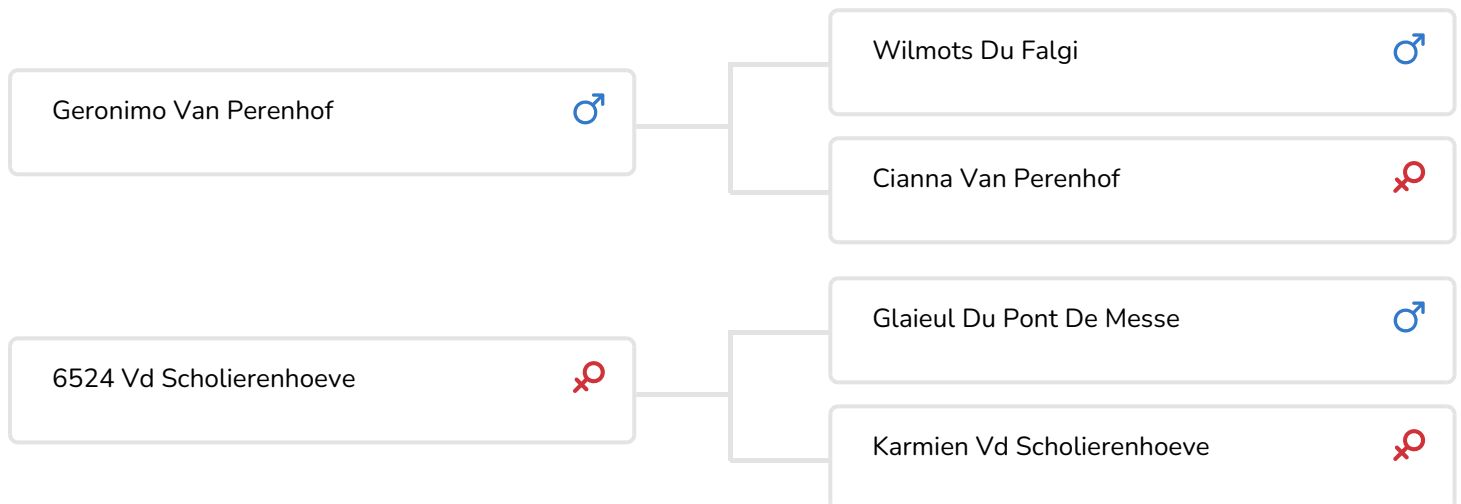 Wilmots Du Falgi
Geronimo Van Perenhof
Cianna Van Perenhof
Glaieul Du Pont De Messe
6524 Vd Scholierenhoeve
Karmien Vd Scholierenhoeve